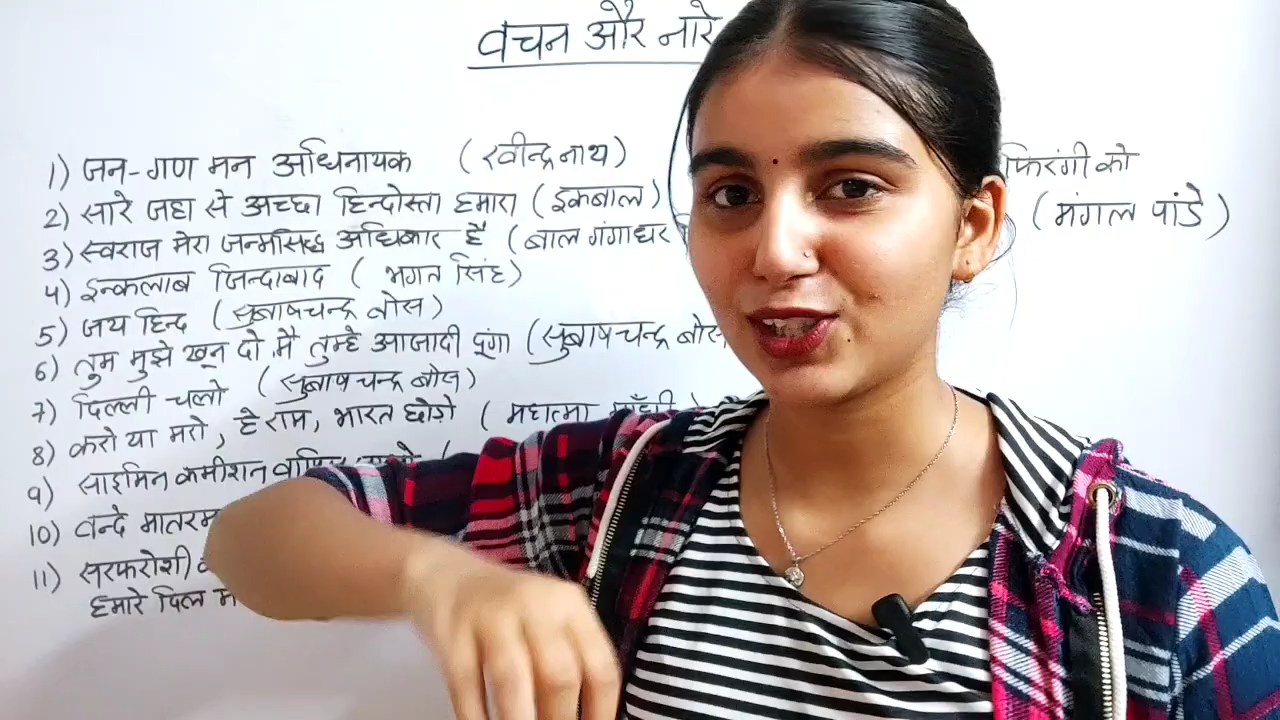 वचन और नारे
1) जन-गण मन अधिनायक (रवीन्द्रनाथ)
2) सारे जहा से अच्छा हिन्दोस्ता हमारा (इकबाल)
3) स्वराज मेरा जन्मसिद्ध अधिकार है (बाल गंगाधर
4) इन्कलाब जिन्दाबाद (भगत सिंह)
5) जय हिन्द (सुबाषचन्द्र बोस)
6) तुम मुझे खून दो मै तुम्हे आजादी दूंगा (सुबाषचन्द्र बोस
7) दिल्ली चलो (सुबाषचन्द्र बोस)
8) करो या मरो, हे राम, भारत छोड़ो (महात्मा गाँधी
9) साइमन कमीशन वापिस
10) वन्दे मातरम
11) सरफरोशी
हमारे दिल म
फिरंगी को
(मंगल पांडे)